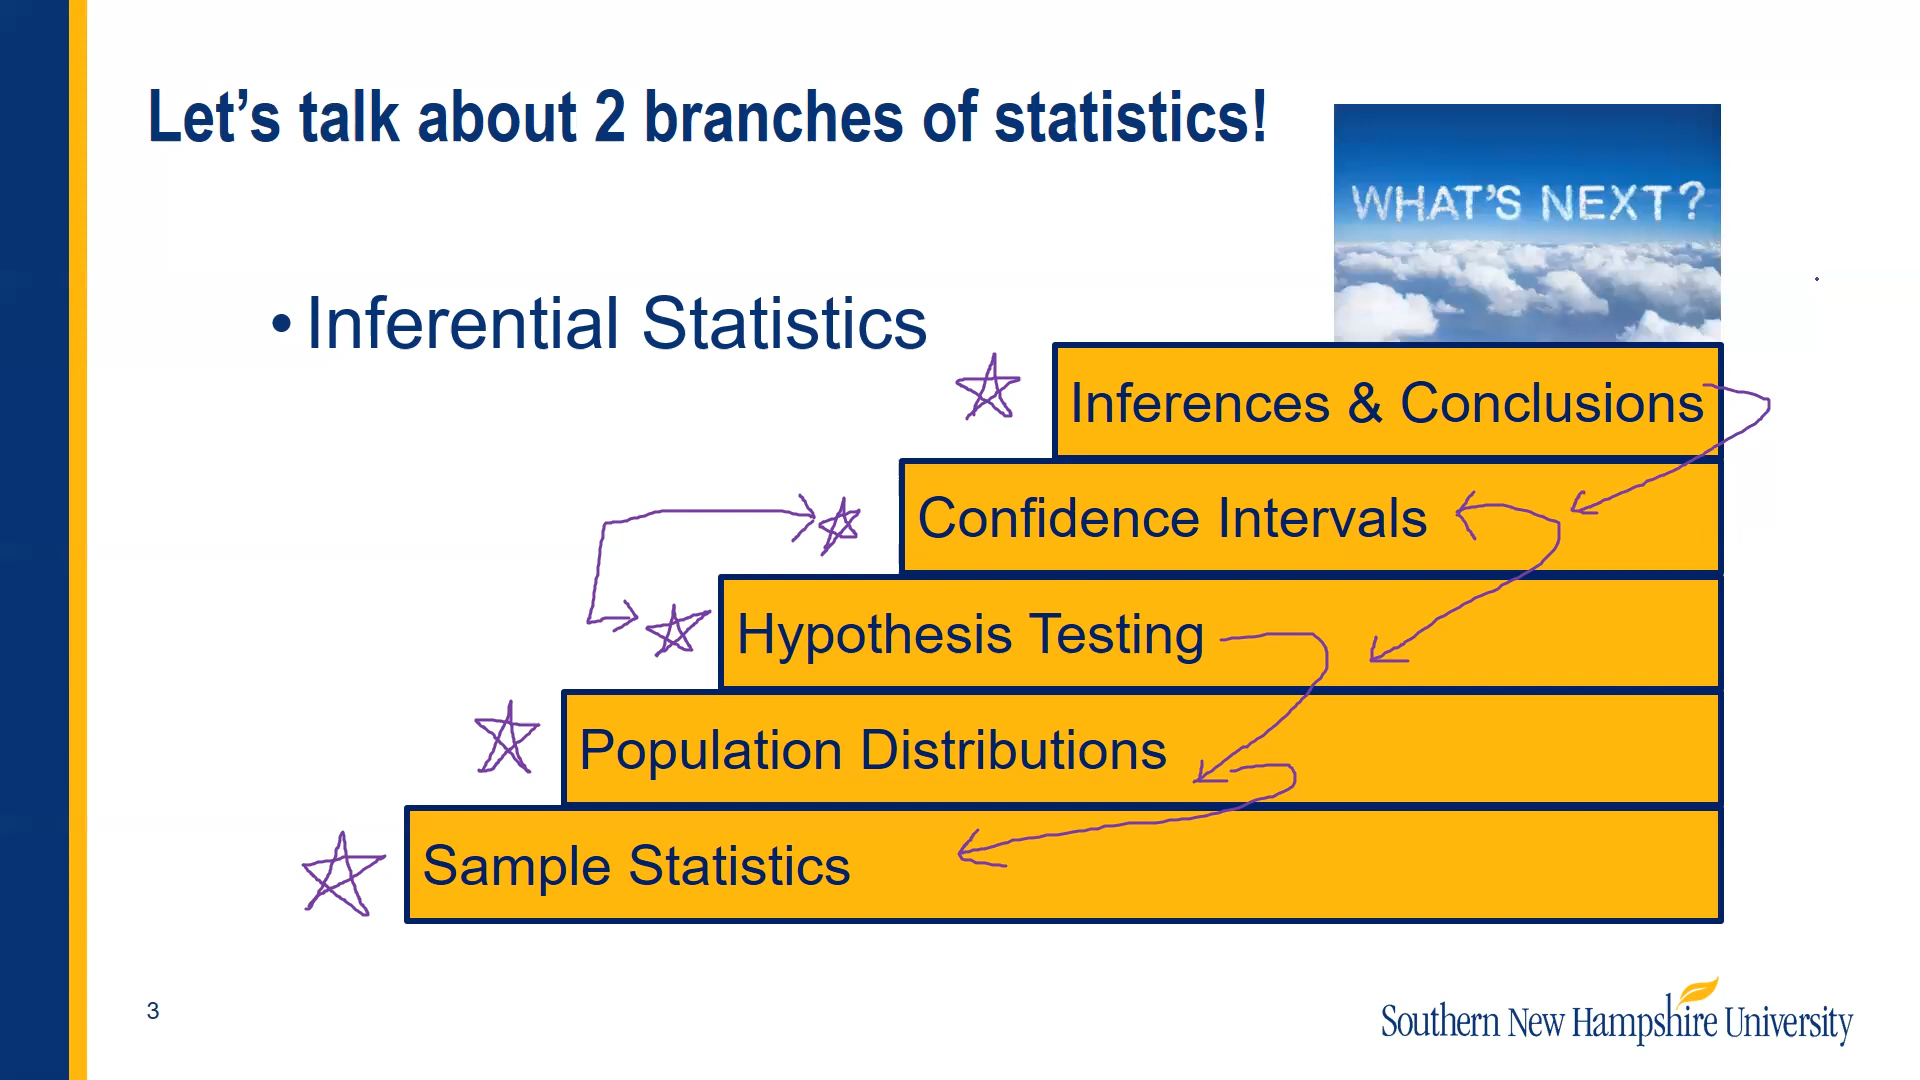 Let’s talk about 2 branches of statistics!
WHAT'S NEXT?
• Inferential Statistics
Inferences & Conclusions
Confidence Intervals
Hypothesis Testing
Population Distributions
Sample Statistics
3
Southern New Hampshire University